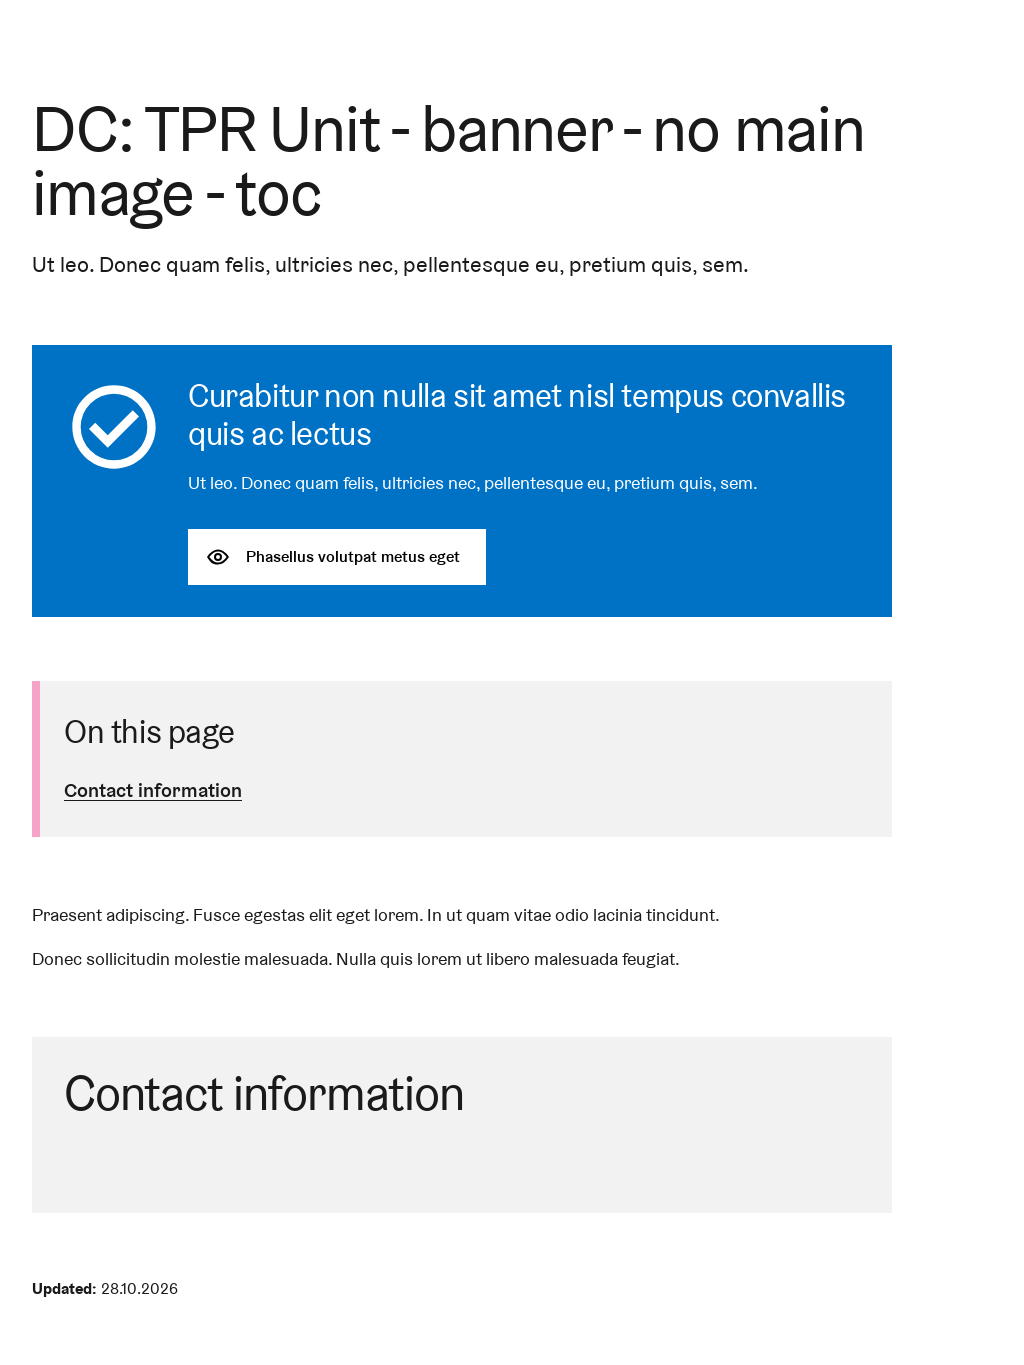 DC: TPR Unit - banner - no main
image - toc
Ut leo. Donec quam felis, ultricies nec, pellentesque eu, pretium quis, sem.
Curabitur non nulla sit amet nisl tempus convallis
quis ac lectus
Ut leo. Donec quam felis, ultricies nec, pellentesque eu, pretium quis, sem.
Phasellus volutpat metus eget
On this page
Contact information
Praesent adipiscing. Fusce egestas elit eget lorem. In ut quam vitae odio lacinia tincidunt.
Donec sollicitudin molestie malesuada. Nulla quis lorem ut libero malesuada feugiat.
Contact information
Updated: 28.10.2026